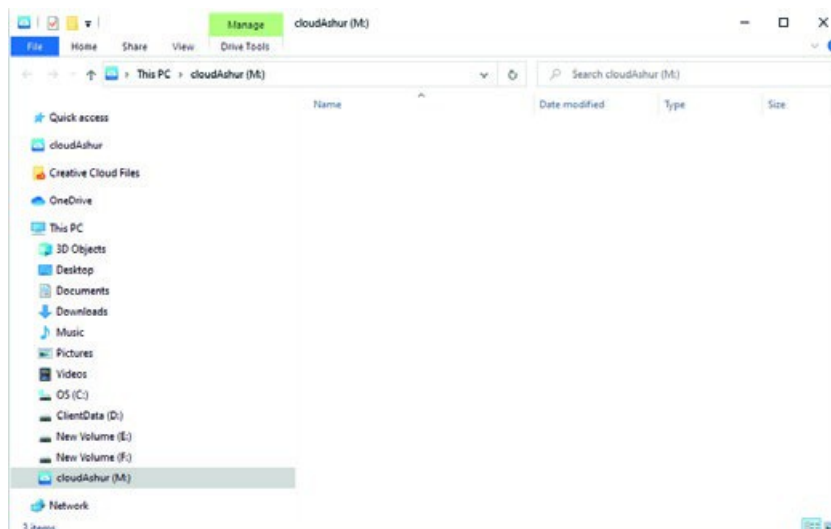 Manage cloudAshur (M:)
File Home Share View Drive Tools
This PC › cloudAshur (M:) Search cloudAshur (M:)
Name Date modified Type Size
Quick access
cloudAshur
Creative Cloud Files
OneDrive
This PC
3D Objects
Desktop
Documents
Downloads
Music
Pictures
Videos
OS (C:)
ClientData (D:)
New Volume (E:)
New Volume (F:)
cloudAshur (M:)
Network
3 items